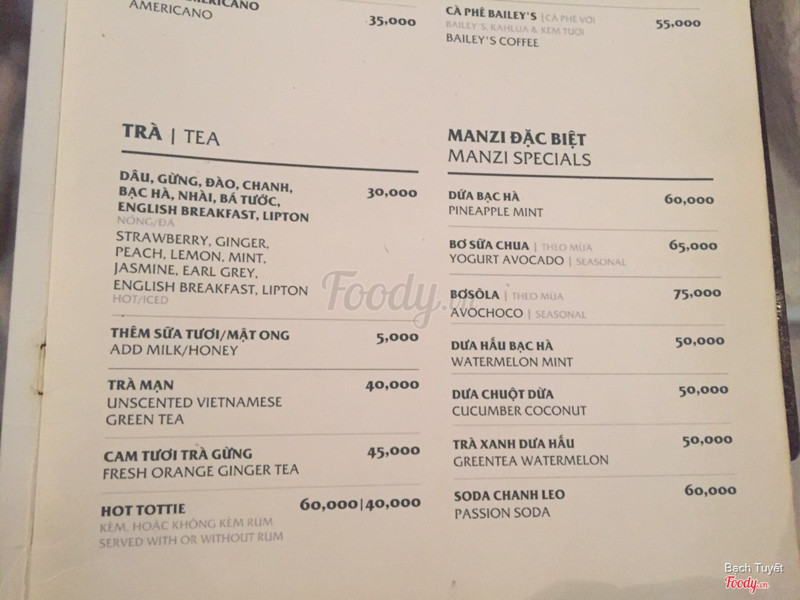 AMERICANO
AMERICANO
35,000
TRÀ | TEA
DÂU, GỪNG, ĐÀO, CHANH,
BẠC HÀ, NHÀI, BÁ TƯỚC,
ENGLISH BREAKFAST, LIPTON
30,000
NÓNG/ĐÁ
STRAWBERRY, GINGER,
PEACH, LEMON, MINT,
JASMINE, EARL GREY,
ENGLISH BREAKFAST, LIPTON
HOT/ICED
THÊM SỮA TƯƠI/MẬT ONG 5,000
ADD MILK/HONEY
TRÀ MẠN 40,000
UNSCENTED VIETNAMESE
GREEN TEA
CAM TƯƠI TRÀ GỪNG 45,000
FRESH ORANGE GINGER TEA
HOT TOTTIE 60,000|40,000
KÈM, HOẶC KHÔNG KÈM RUM
SERVED WITH OR WITHOUT RUM
CÀ PHÊ BAILEY'S | CÀ PHÊ VỚI 55,000
BAILEY'S, KAHLUA & KEM TƯƠI
BAILEY'S COFFEE
MANZI ĐẶC BIỆT
MANZI SPECIALS
DỨA BẠC HÀ 60,000
PINEAPPLE MINT
BƠ SỮA CHUA | THEO MÙA 65,000
YOGURT AVOCADO | SEASONAL
BƠSÔLA | THEO MÙA 75,000
AVOCHOCO | SEASONAL
DƯA HẤU BẠC HÀ 50,000
WATERMELON MINT
DƯA CHUỘT DỪA 50,000
CUCUMBER COCONUT
TRÀ XANH DƯA HẤU 50,000
GREENTEA WATERMELON
SODA CHANH LEO 60,000
PASSION SODA
Foody.vn
Bạch Tuyết
Foody.vn